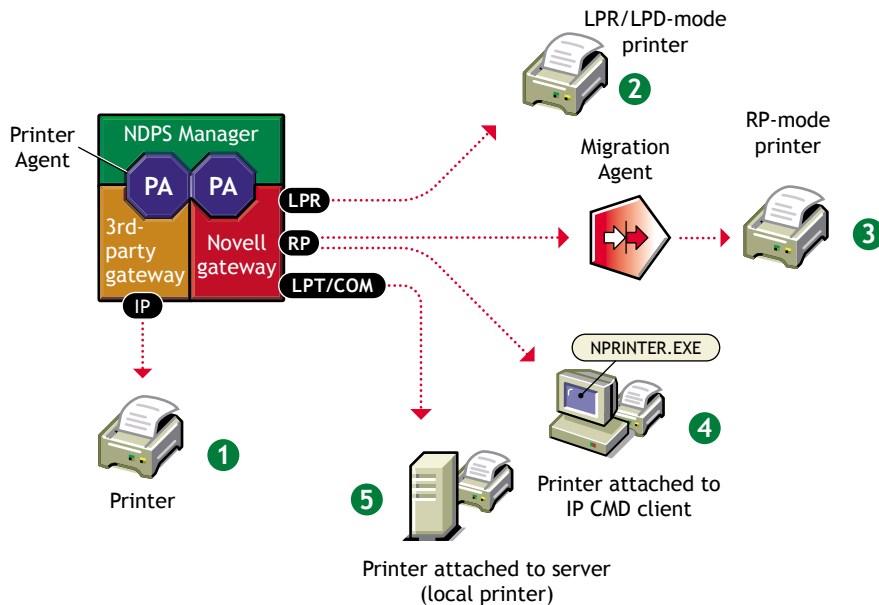 LPR/LPD-mode
printer
2
NDPS Manager
Printer
Agent
PA
PA
RP-mode
printer
Migration
Agent
LPR
3rd-
party
gateway
Novell
gateway
RP
3
LPT/COM
IP
NPRINTER.EXE
1
4
Printer
5
Printer attached to
IP CMD client
Printer attached to server
(local printer)